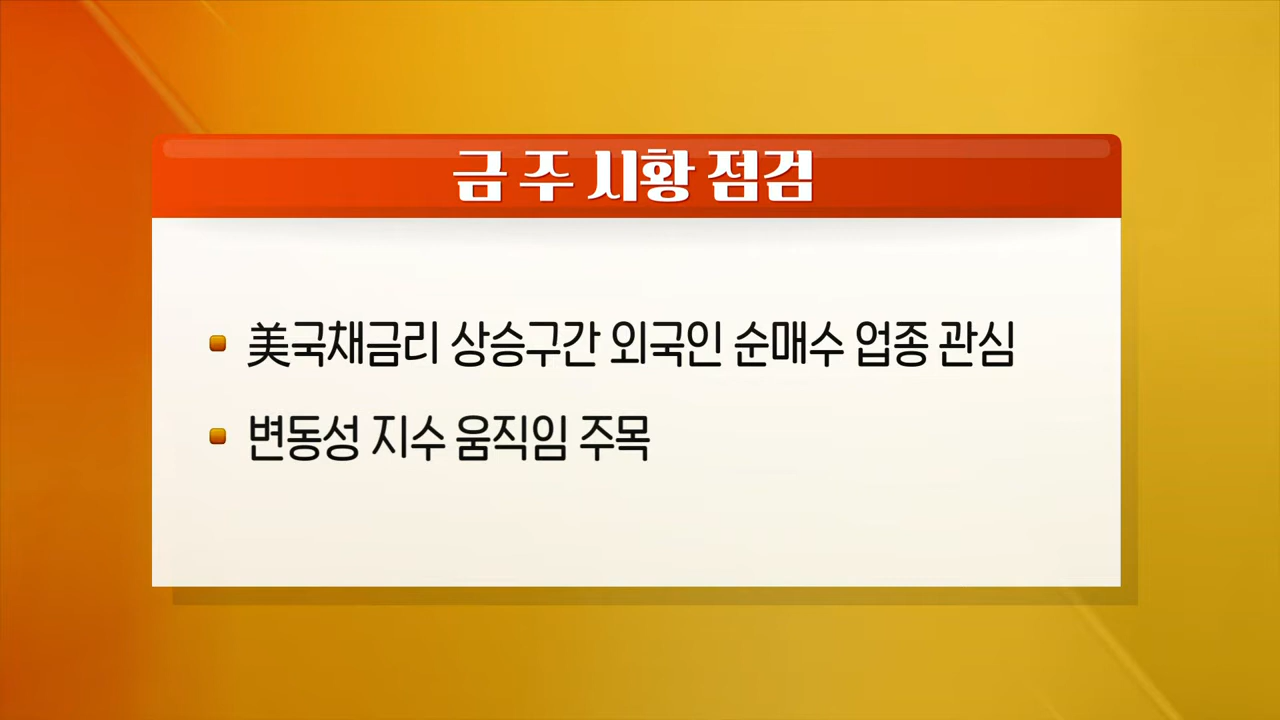 금주 시황 점검
美국채금리 상승구간 외국인 순매수 업종 관심
변동성 지수 움직임 주목